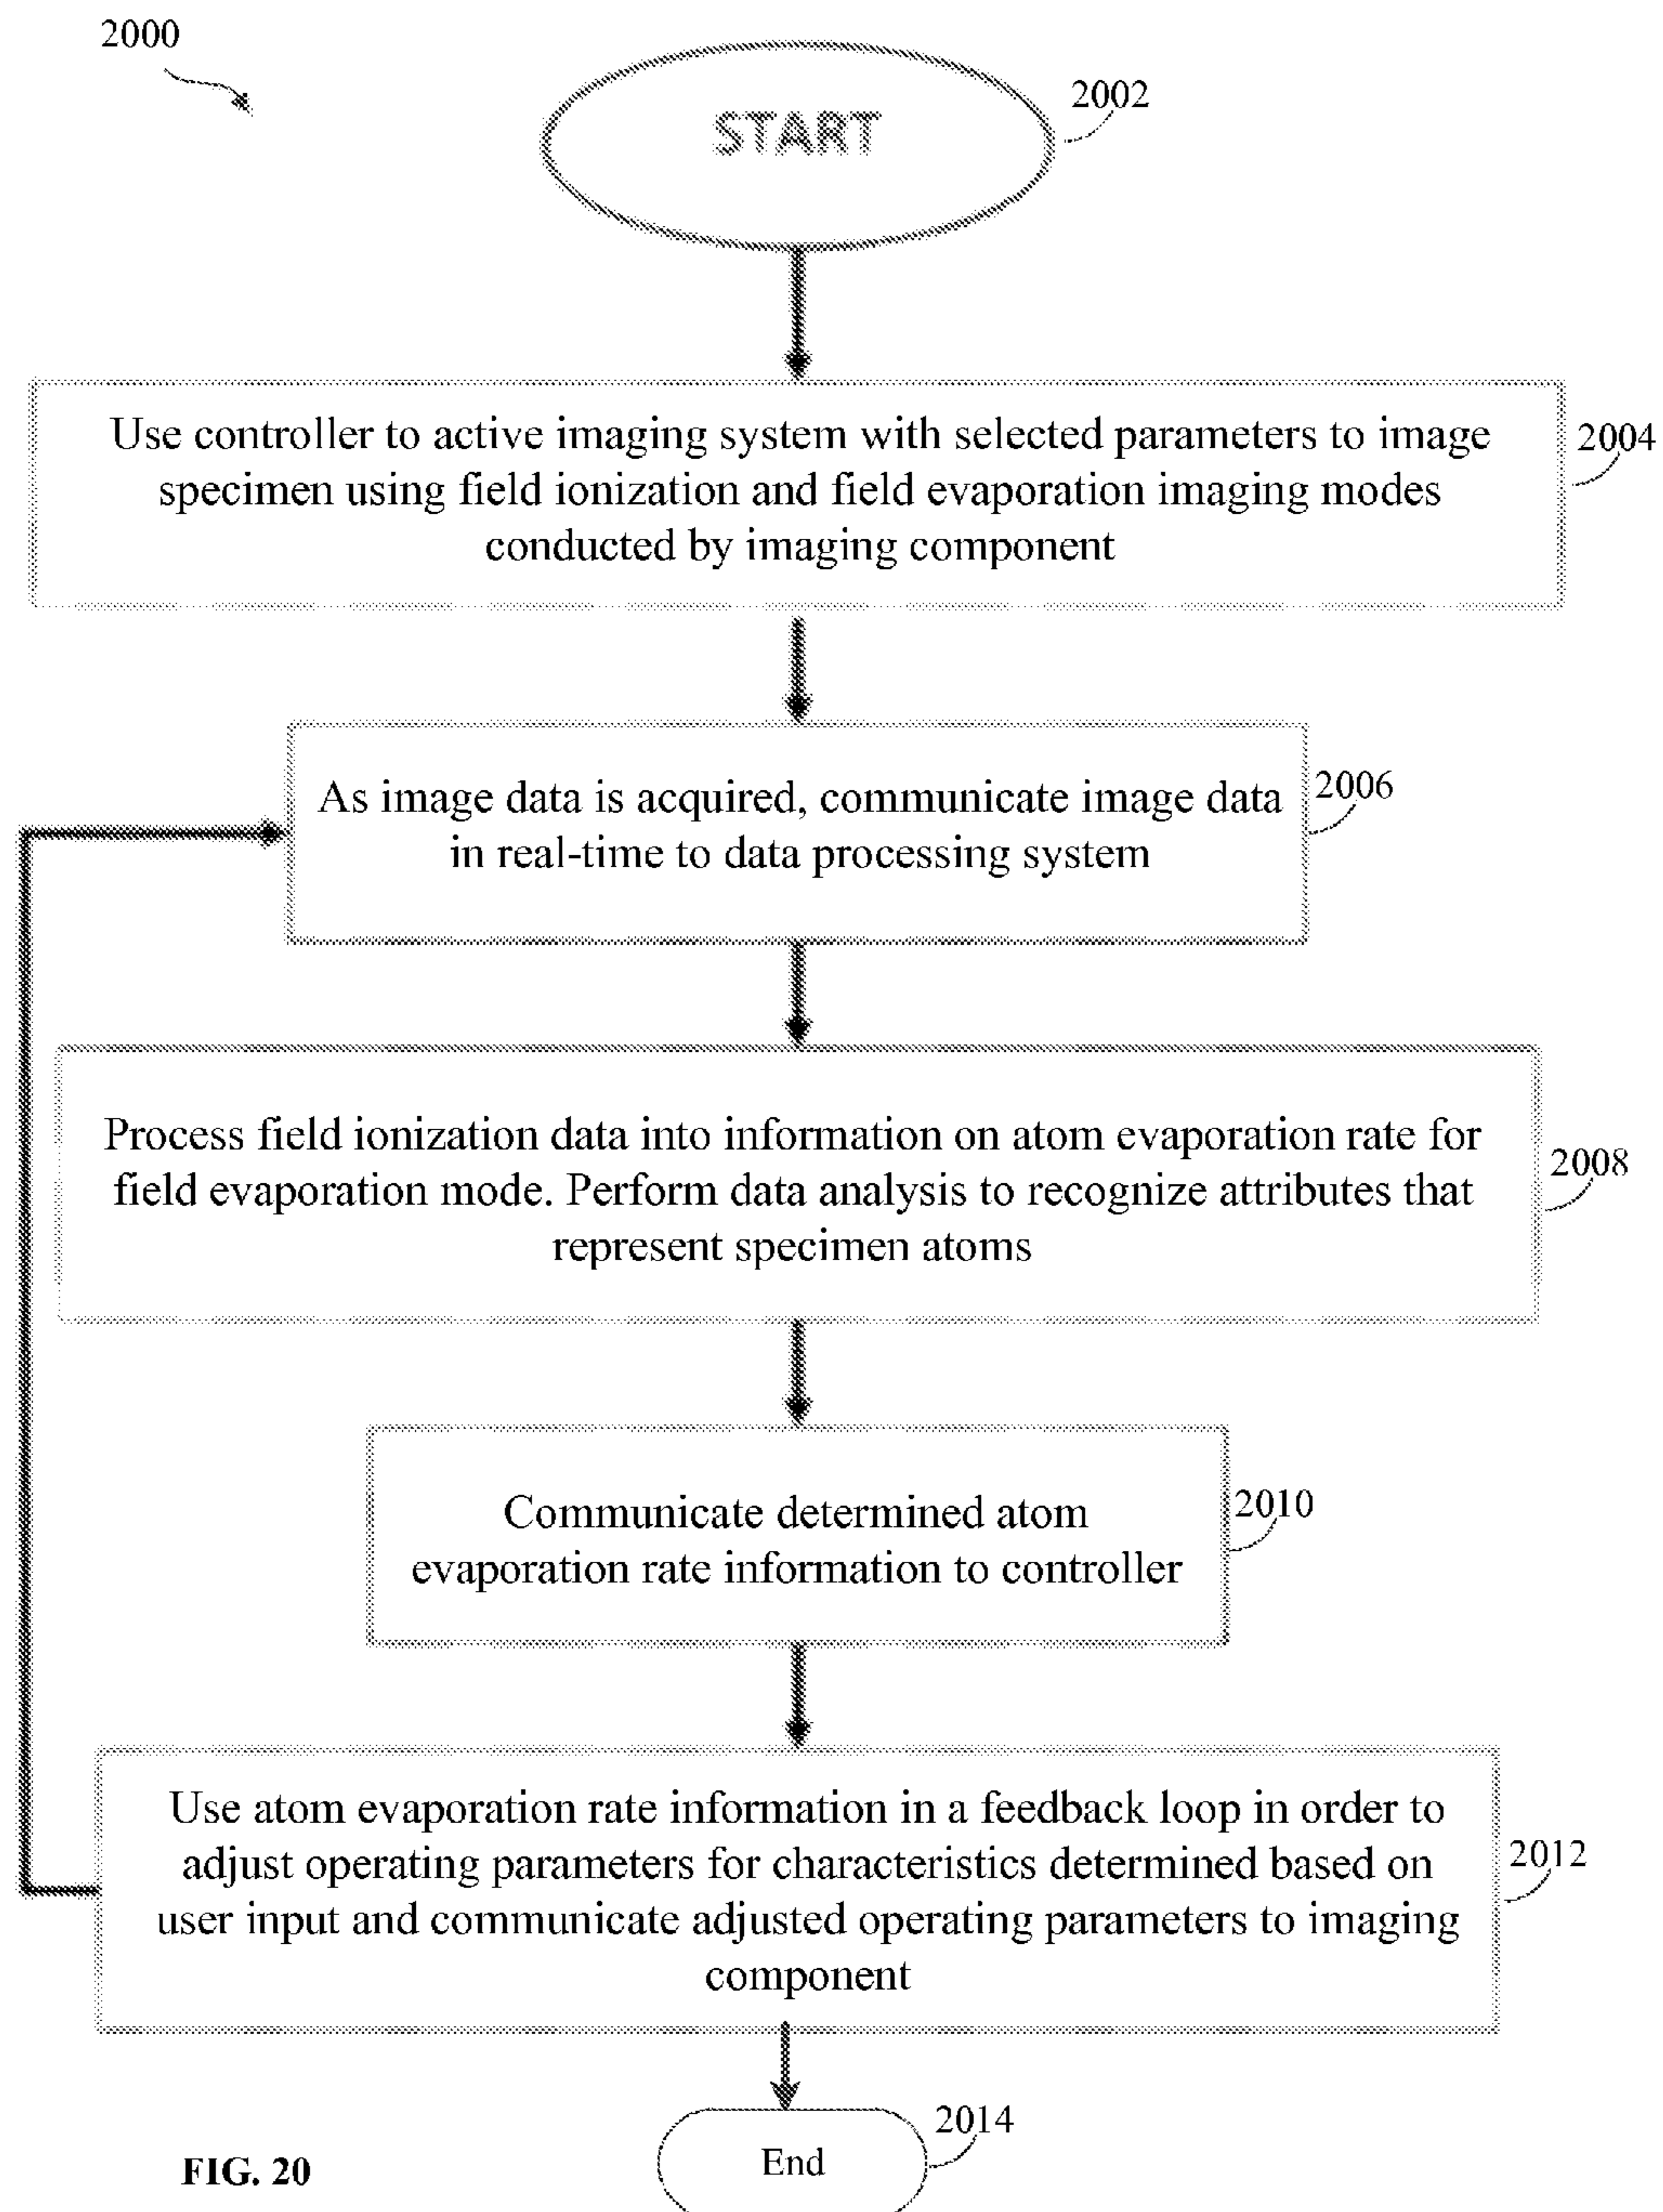 2000
START
2002
Use controller to active imaging system with selected parameters to image
specimen using field ionization and field evaporation imaging modes
conducted by imaging component
2004
As image data is acquired, communicate image data
in real-time to data processing system
2006
Process field ionization data into information on atom evaporation rate for
field evaporation mode. Perform data analysis to recognize attributes that
represent specimen atoms
2008
Communicate determined atom
evaporation rate information to controller
2010
Use atom evaporation rate information in a feedback loop in order to
adjust operating parameters for characteristics determined based on
user input and communicate adjusted operating parameters to imaging
component
2012
End
2014
FIG. 20